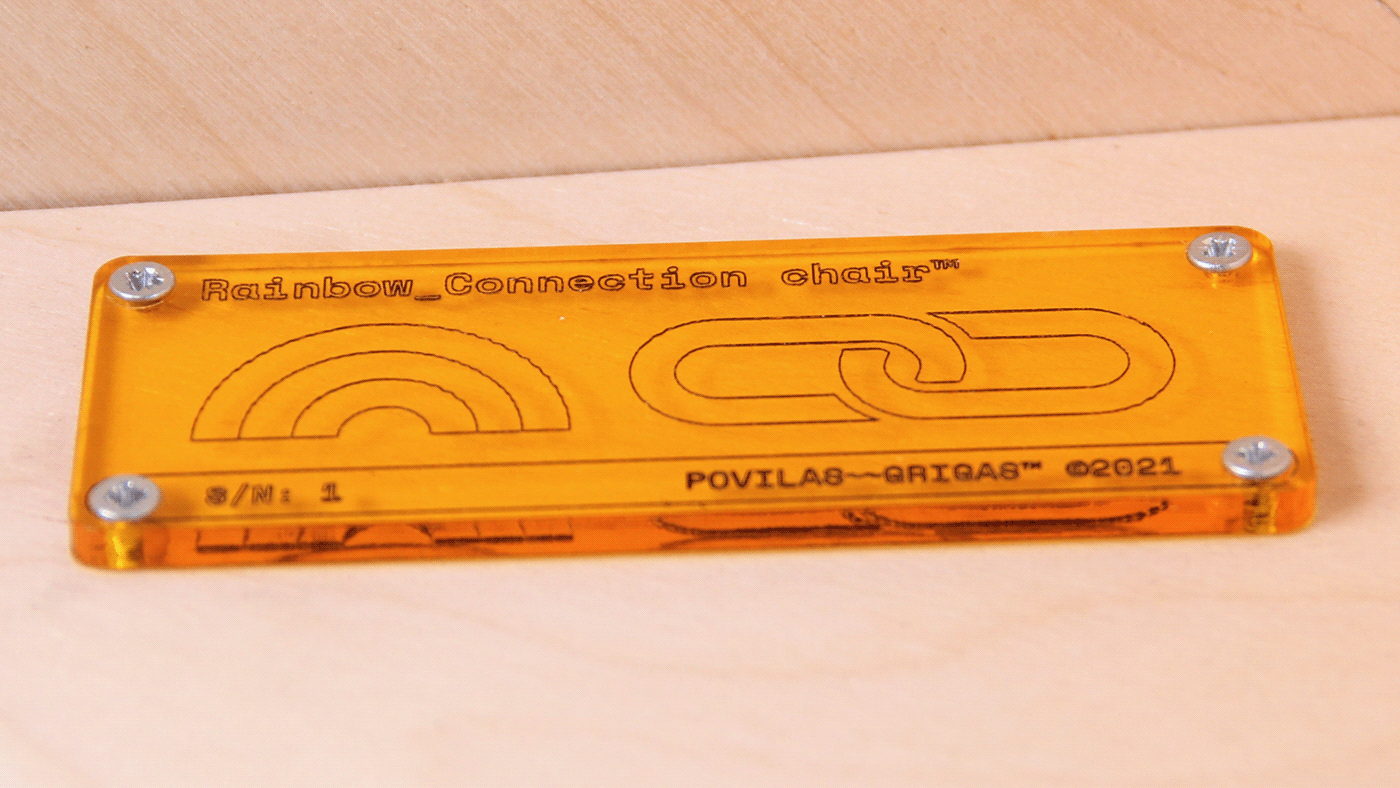 Rainbow_Connection chair™
S/N: 1
POVILAS~~GRIGAS™ ©2021